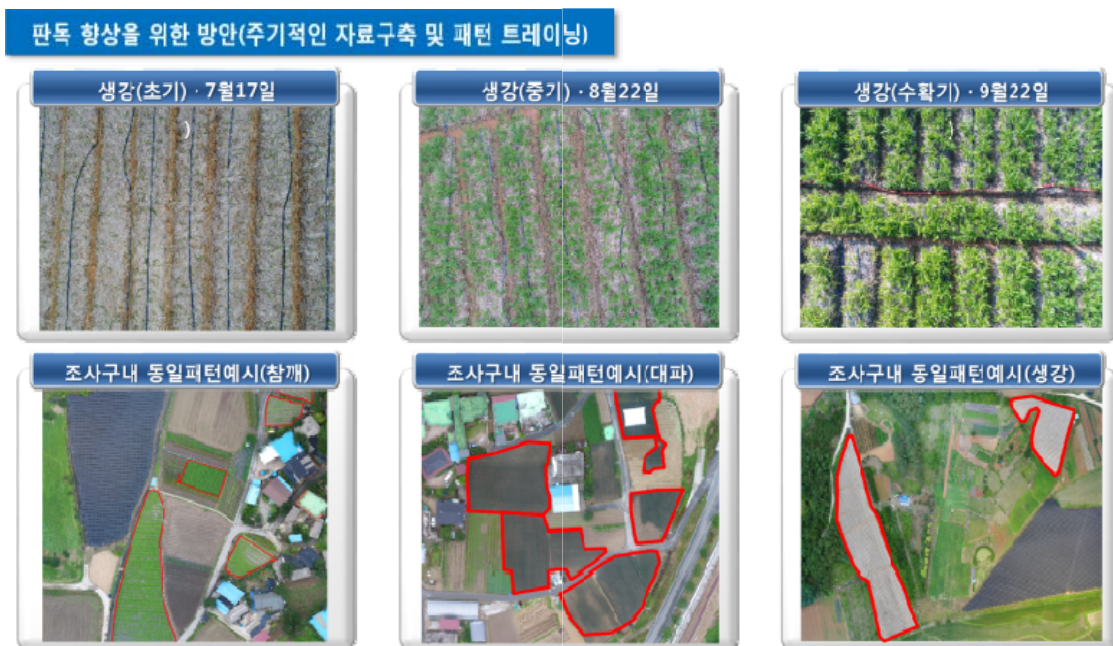 판독 향상을 위한 방안(주기적인 자료구축 및 패턴 트레이닝)
생강(초기) · 7월17일
)
생강(중기) · 8월22일
생강(수확기) · 9월22일
)
조사구내 동일패턴예시(참깨)
조사구내 동일패턴예시(대파)
조사구내 동일패턴예시(생강)